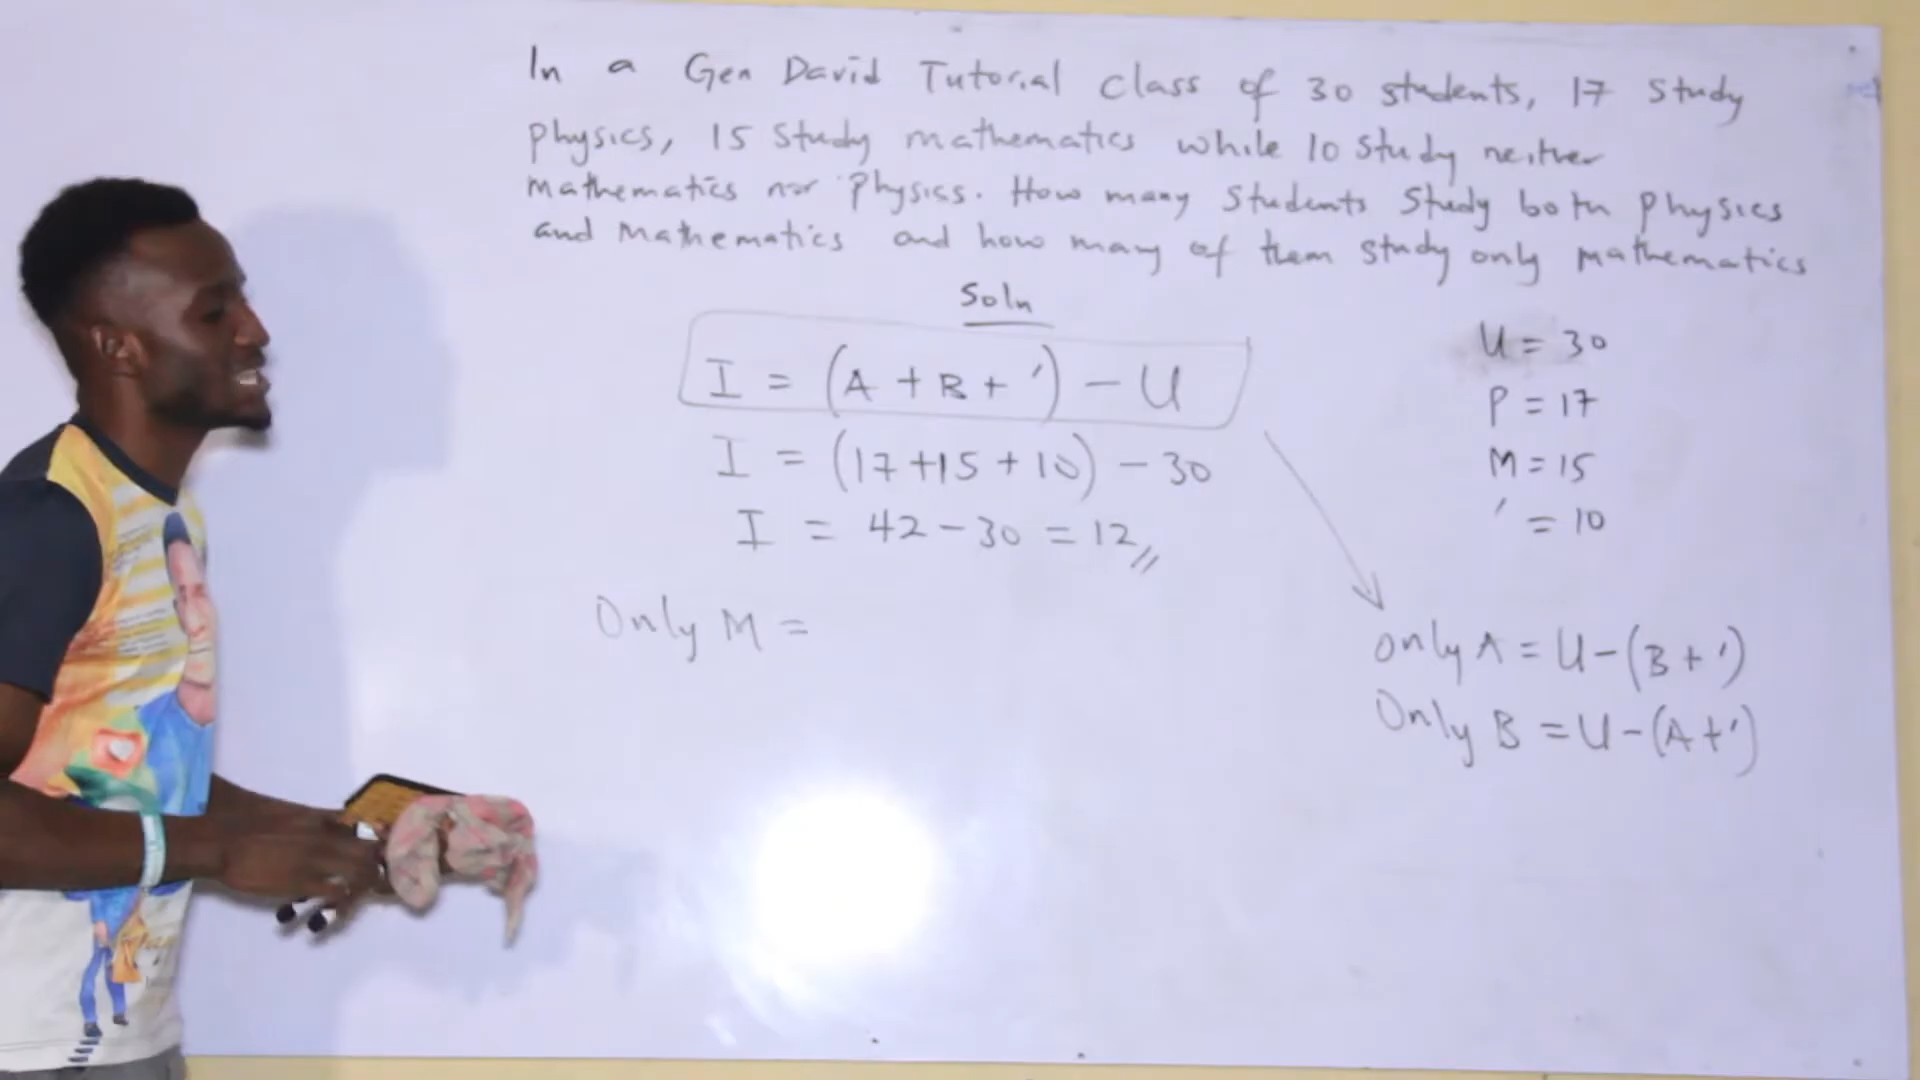 In a Gen David Tutorial class of 30 students, 17 study
physics, 15 study mathematics while 10 study neither
mathematics nor physics. How many students study both physics
and mathematics and how many of them study only mathematics
Soln
I = (A + B + ′) − U
I = (17+15+10) − 30
I = 42 − 30 = 12
Only M =
U = 30
P = 17
M = 15
′ = 10
only A = U − (B + ′)
Only B = U − (A + ′)